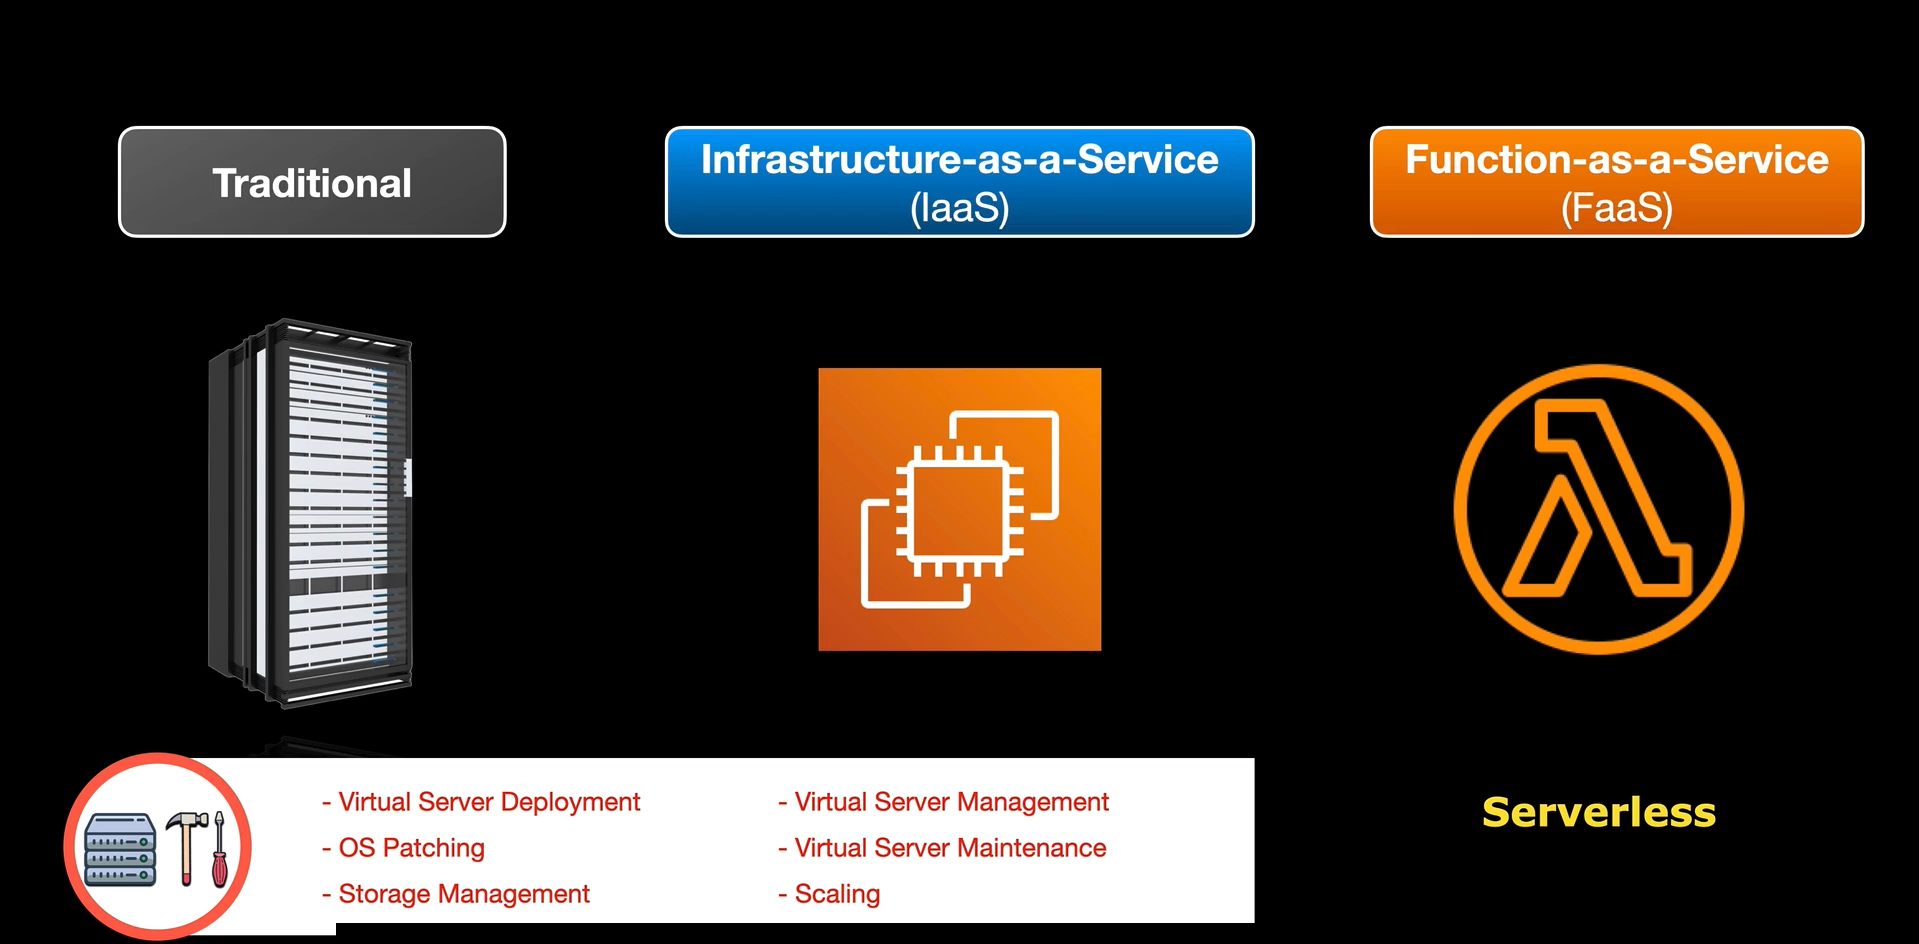 Traditional
Infrastructure-as-a-Service
(IaaS)
Function-as-a-Service
(FaaS)
- Virtual Server Deployment
- OS Patching
- Storage Management
- Virtual Server Management
- Virtual Server Maintenance
- Scaling
Serverless